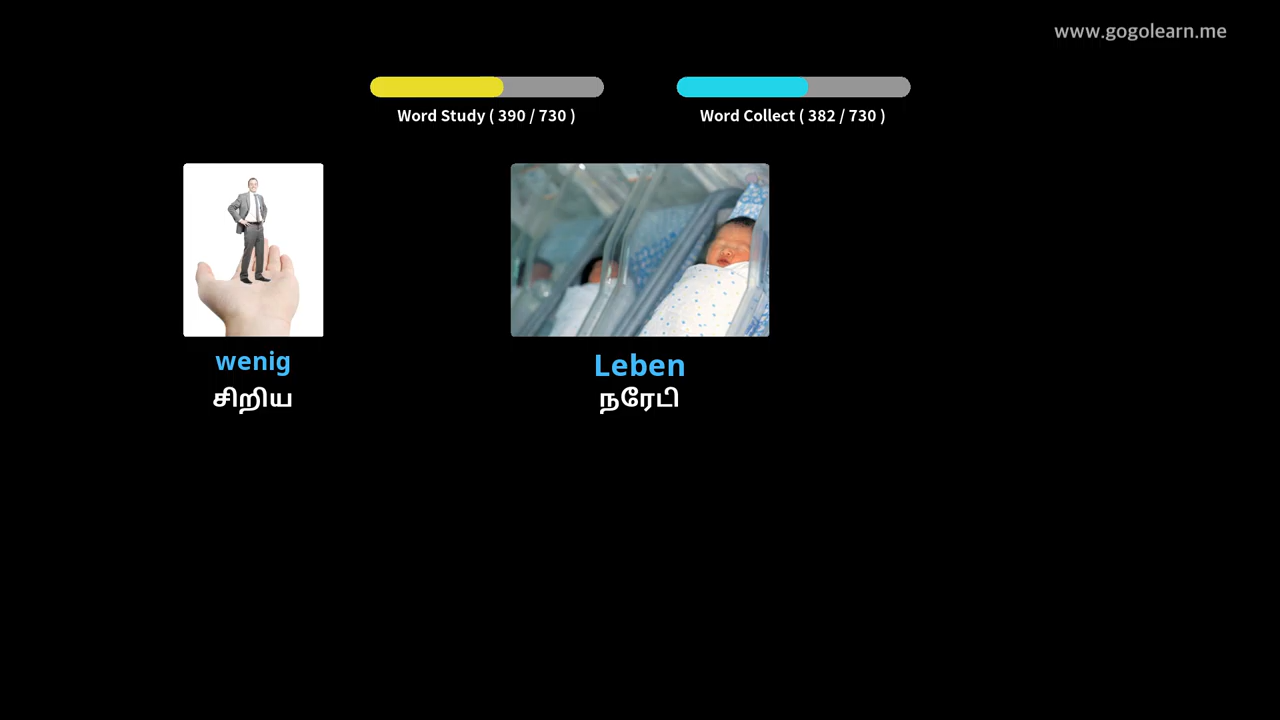 www.gogolearn.me
Word Study ( 390 / 730 )
Word Collect ( 382 / 730 )
wenig
சிறிய
Leben
நரேபி